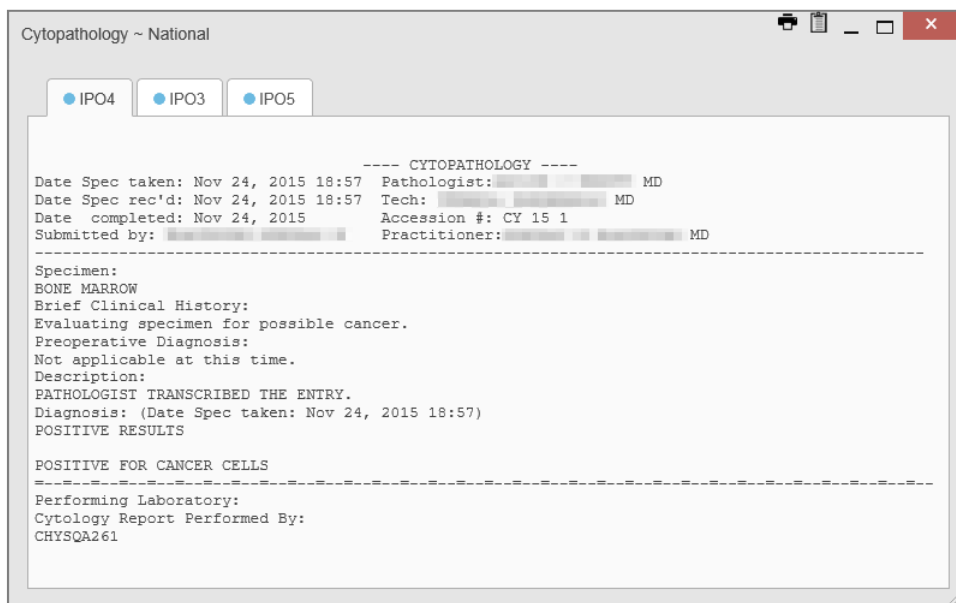 Cytopathology ~ National
IPO4 IPO3 IPO5
---- CYTOPATHOLOGY ----
Date Spec taken: Nov 24, 2015 18:57 Pathologist: MD
Date Spec rec'd: Nov 24, 2015 18:57 Tech: MD
Date completed: Nov 24, 2015 Accession #: CY 15 1
Submitted by: Practitioner: MD
-----------------------------------------------------------------------------------------------
Specimen:
BONE MARROW
Brief Clinical History:
Evaluating specimen for possible cancer.
Preoperative Diagnosis:
Not applicable at this time.
Description:
PATHOLOGIST TRANSCRIBED THE ENTRY.
Diagnosis: (Date Spec taken: Nov 24, 2015 18:57)
POSITIVE RESULTS
POSITIVE FOR CANCER CELLS
=--=--=--=--=--=--=--=--=--=--=--=--=--=--=--=--=--=--=--=--=--=--=--=--=--=--=--=--=--=--=--=--
Performing Laboratory:
Cytology Report Performed By:
CHYSQA261